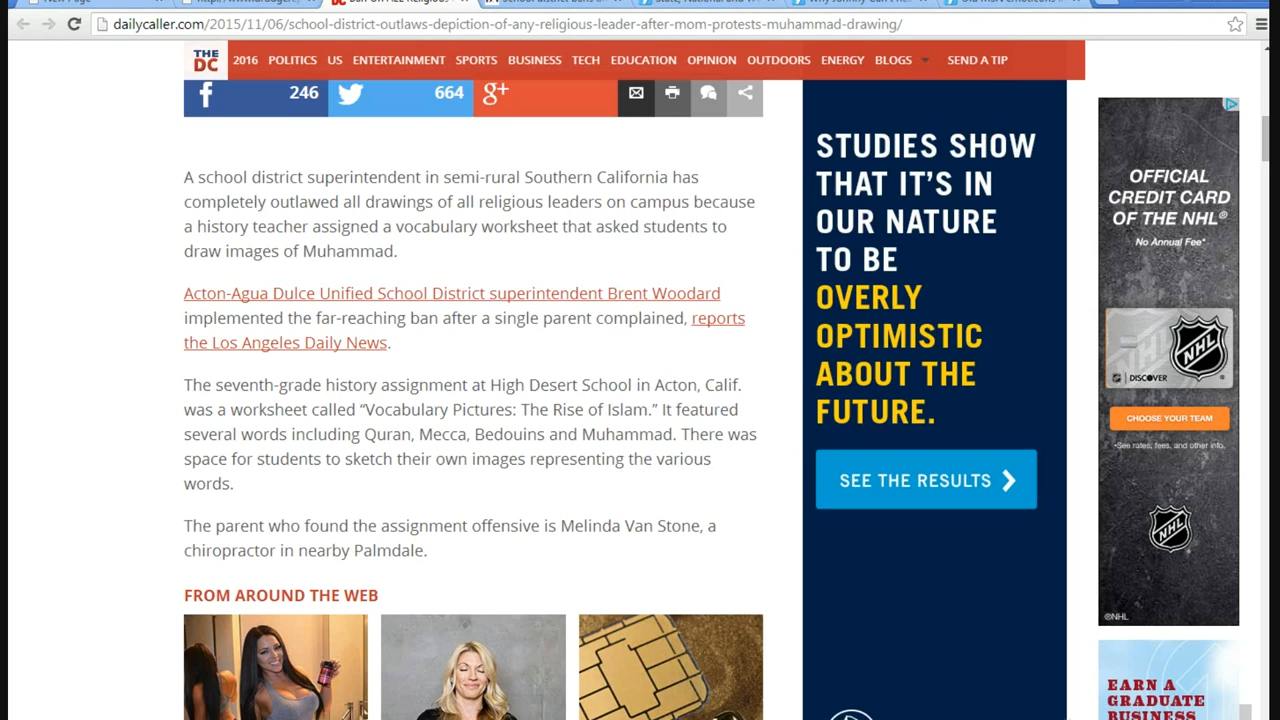 dailycaller.com/2015/11/06/school-district-outlaws-depiction-of-any-religious-leader-after-mom-protests-muhammad-drawing/
THE DC 2016 POLITICS US ENTERTAINMENT SPORTS BUSINESS TECH EDUCATION OPINION OUTDOORS ENERGY BLOGS SEND A TIP
f 246 664 g+
A school district superintendent in semi-rural Southern California has
completely outlawed all drawings of all religious leaders on campus because
a history teacher assigned a vocabulary worksheet that asked students to
draw images of Muhammad.
Acton-Agua Dulce Unified School District superintendent Brent Woodard
implemented the far-reaching ban after a single parent complained, reports
the Los Angeles Daily News.
The seventh-grade history assignment at High Desert School in Acton, Calif.
was a worksheet called “Vocabulary Pictures: The Rise of Islam.” It featured
several words including Quran, Mecca, Bedouins and Muhammad. There was
space for students to sketch their own images representing the various
words.
The parent who found the assignment offensive is Melinda Van Stone, a
chiropractor in nearby Palmdale.
FROM AROUND THE WEB
STUDIES SHOW
THAT IT’S IN
OUR NATURE
TO BE
OVERLY
OPTIMISTIC
ABOUT THE
FUTURE.
SEE THE RESULTS
OFFICIAL
CREDIT CARD
OF THE NHL®
No Annual Fee*
NHL
NHL DISCOVER
CHOOSE YOUR TEAM
*See rates, fees, and other info.
NHL
©NHL
EARN A
GRADUATE
BUSINESS